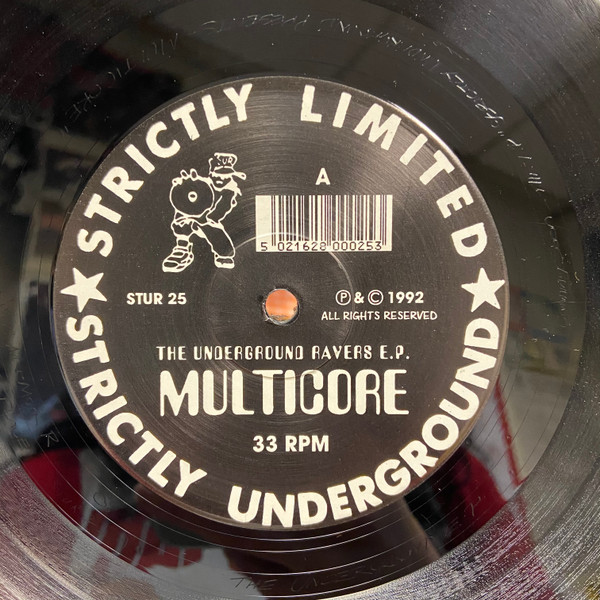 STRICTLY LIMITED
SUR
A
5 021628 000253
STUR 25
Ⓟ & © 1992
ALL RIGHTS RESERVED
THE UNDERGROUND RAVERS E.P.
MULTICORE
33 RPM
★ STRICTLY UNDERGROUND ★